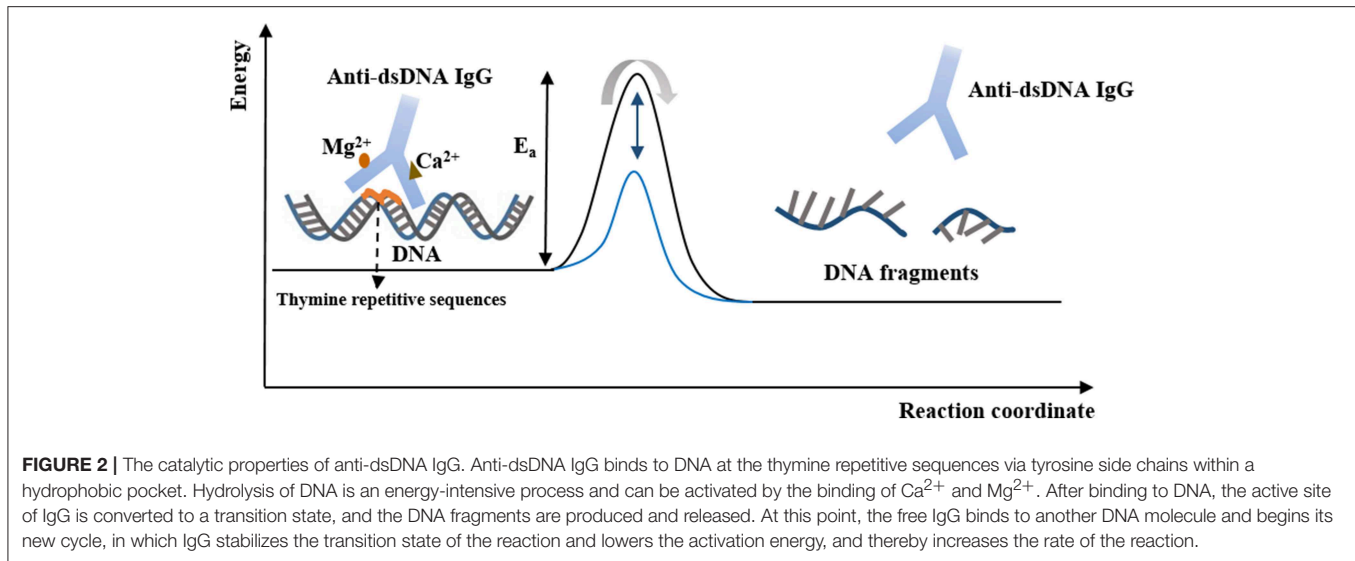 Energy
Anti-dsDNA IgG
Mg²⁺
Ca²⁺
DNA
Thymine repetitive sequences
Eₐ
Anti-dsDNA IgG
DNA fragments
Reaction coordinate
FIGURE 2 | The catalytic properties of anti-dsDNA IgG. Anti-dsDNA IgG binds to DNA at the thymine repetitive sequences via tyrosine side chains within a
hydrophobic pocket. Hydrolysis of DNA is an energy-intensive process and can be activated by the binding of Ca²⁺ and Mg²⁺. After binding to DNA, the active site
of IgG is converted to a transition state, and the DNA fragments are produced and released. At this point, the free IgG binds to another DNA molecule and begins its
new cycle, in which IgG stabilizes the transition state of the reaction and lowers the activation energy, and thereby increases the rate of the reaction.